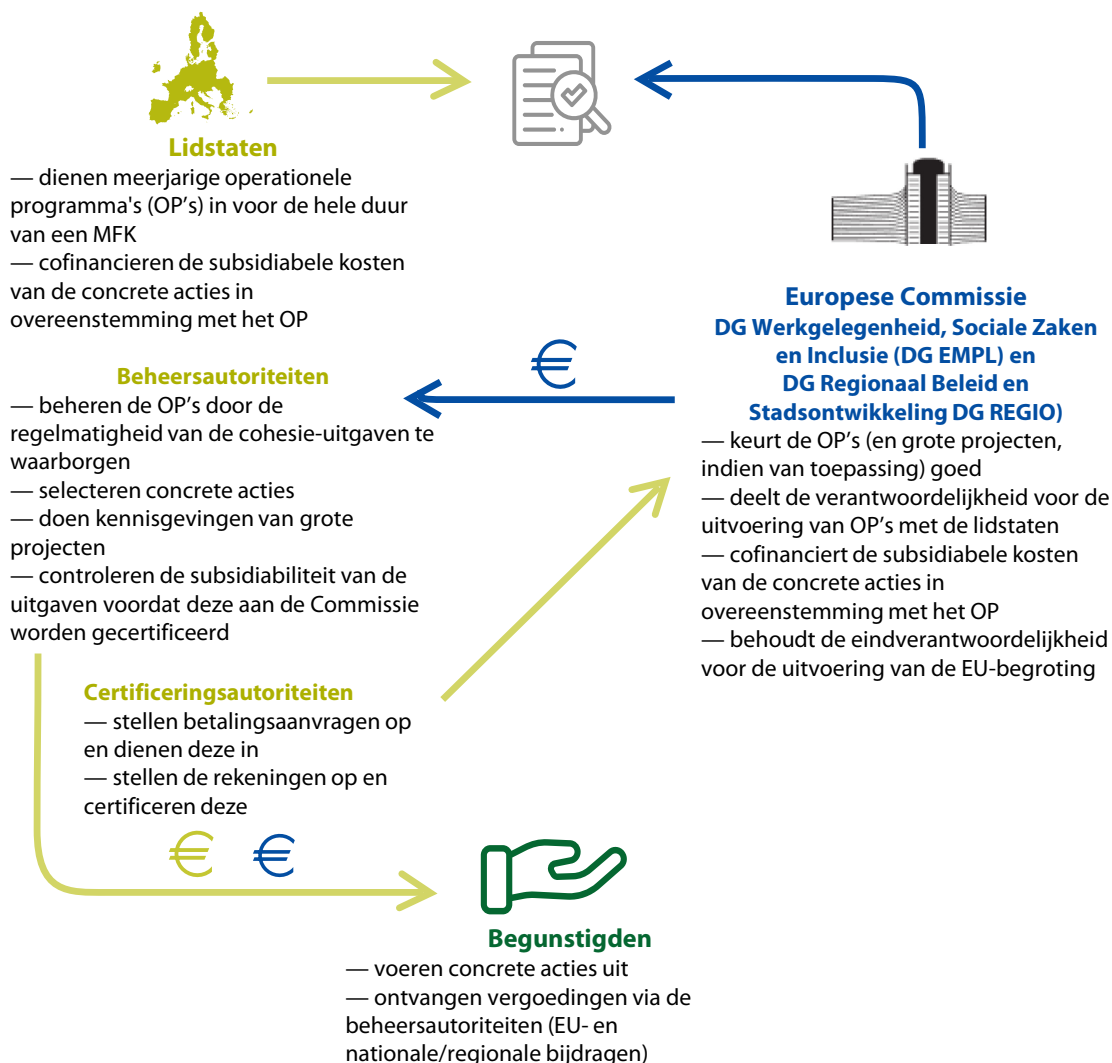 Lidstaten
— dienen meerjarige operationele
programma's (OP’s) in voor de hele duur
van een MFK
— cofinancieren de subsidiabele kosten
van de concrete acties in
overeenstemming met het OP
Beheersautoriteiten
— beheren de OP’s door de
regelmatigheid van de cohesie-uitgaven te
waarborgen
— selecteren concrete acties
— doen kennisgevingen van grote
projecten
— controleren de subsidiabiliteit van de
uitgaven voordat deze aan de Commissie
worden gecertificeerd
Certificeringsautoriteiten
— stellen betalingsaanvragen op
en dienen deze in
— stellen de rekeningen op en
certificeren deze
€ €
€
Europese Commissie
DG Werkgelegenheid, Sociale Zaken
en Inclusie (DG EMPL) en
DG Regionaal Beleid en
Stadsontwikkeling DG REGIO)
— keurt de OP’s (en grote projecten,
indien van toepassing) goed
— deelt de verantwoordelijkheid voor de
uitvoering van OP’s met de lidstaten
— cofinanciert de subsidiabele kosten
van de concrete acties in
overeenstemming met het OP
— behoudt de eindverantwoordelijkheid
voor de uitvoering van de EU-begroting
Begunstigden
— voeren concrete acties uit
— ontvangen vergoedingen via de
beheersautoriteiten (EU- en
nationale/regionale bijdragen)